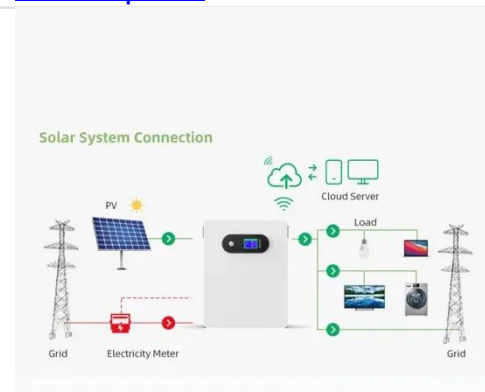 Solar System Connection
Cloud Server
PV
Load
Grid
Electricity Meter
Grid